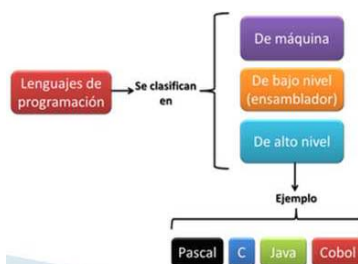 Lenguajes de
programación
Se clasifican
en
De máquina
De bajo nivel
(ensamblador)
De alto nivel
Ejemplo
Pascal
C
Java
Cobol